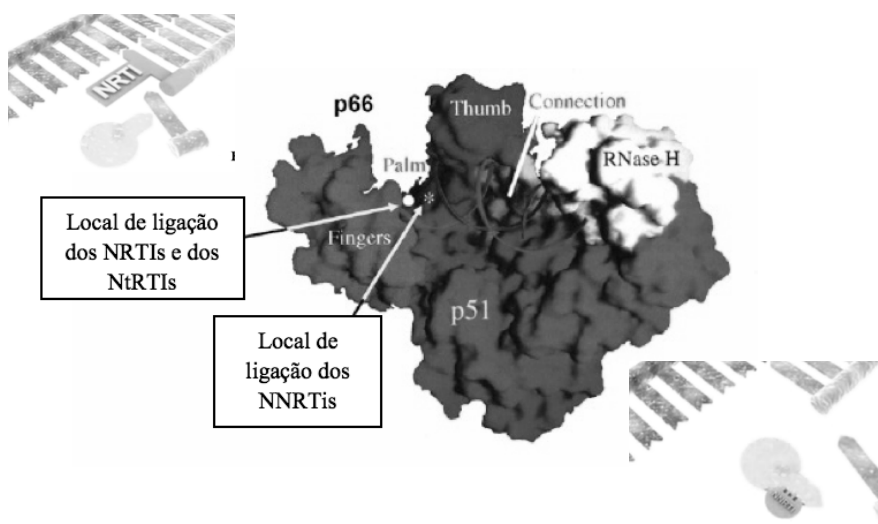 NRTI
p66
Thumb
Connection
Palm
RNase H
Local de ligação
dos NRTIs e dos
NtRTIs
*
Fingers
p51
Local de
ligação dos
NNRTis